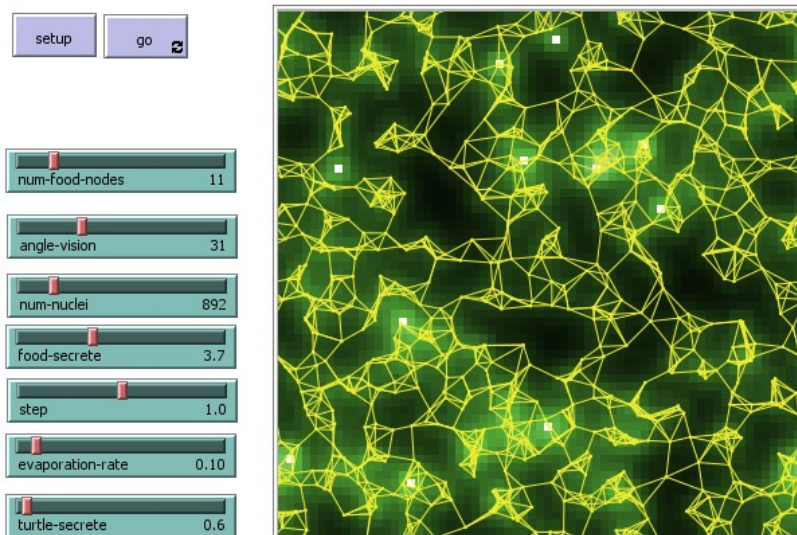 setup
go
num-food-nodes 11
angle-vision 31
num-nuclei 892
food-secrete 3.7
step 1.0
evaporation-rate 0.10
turtle-secrete 0.6